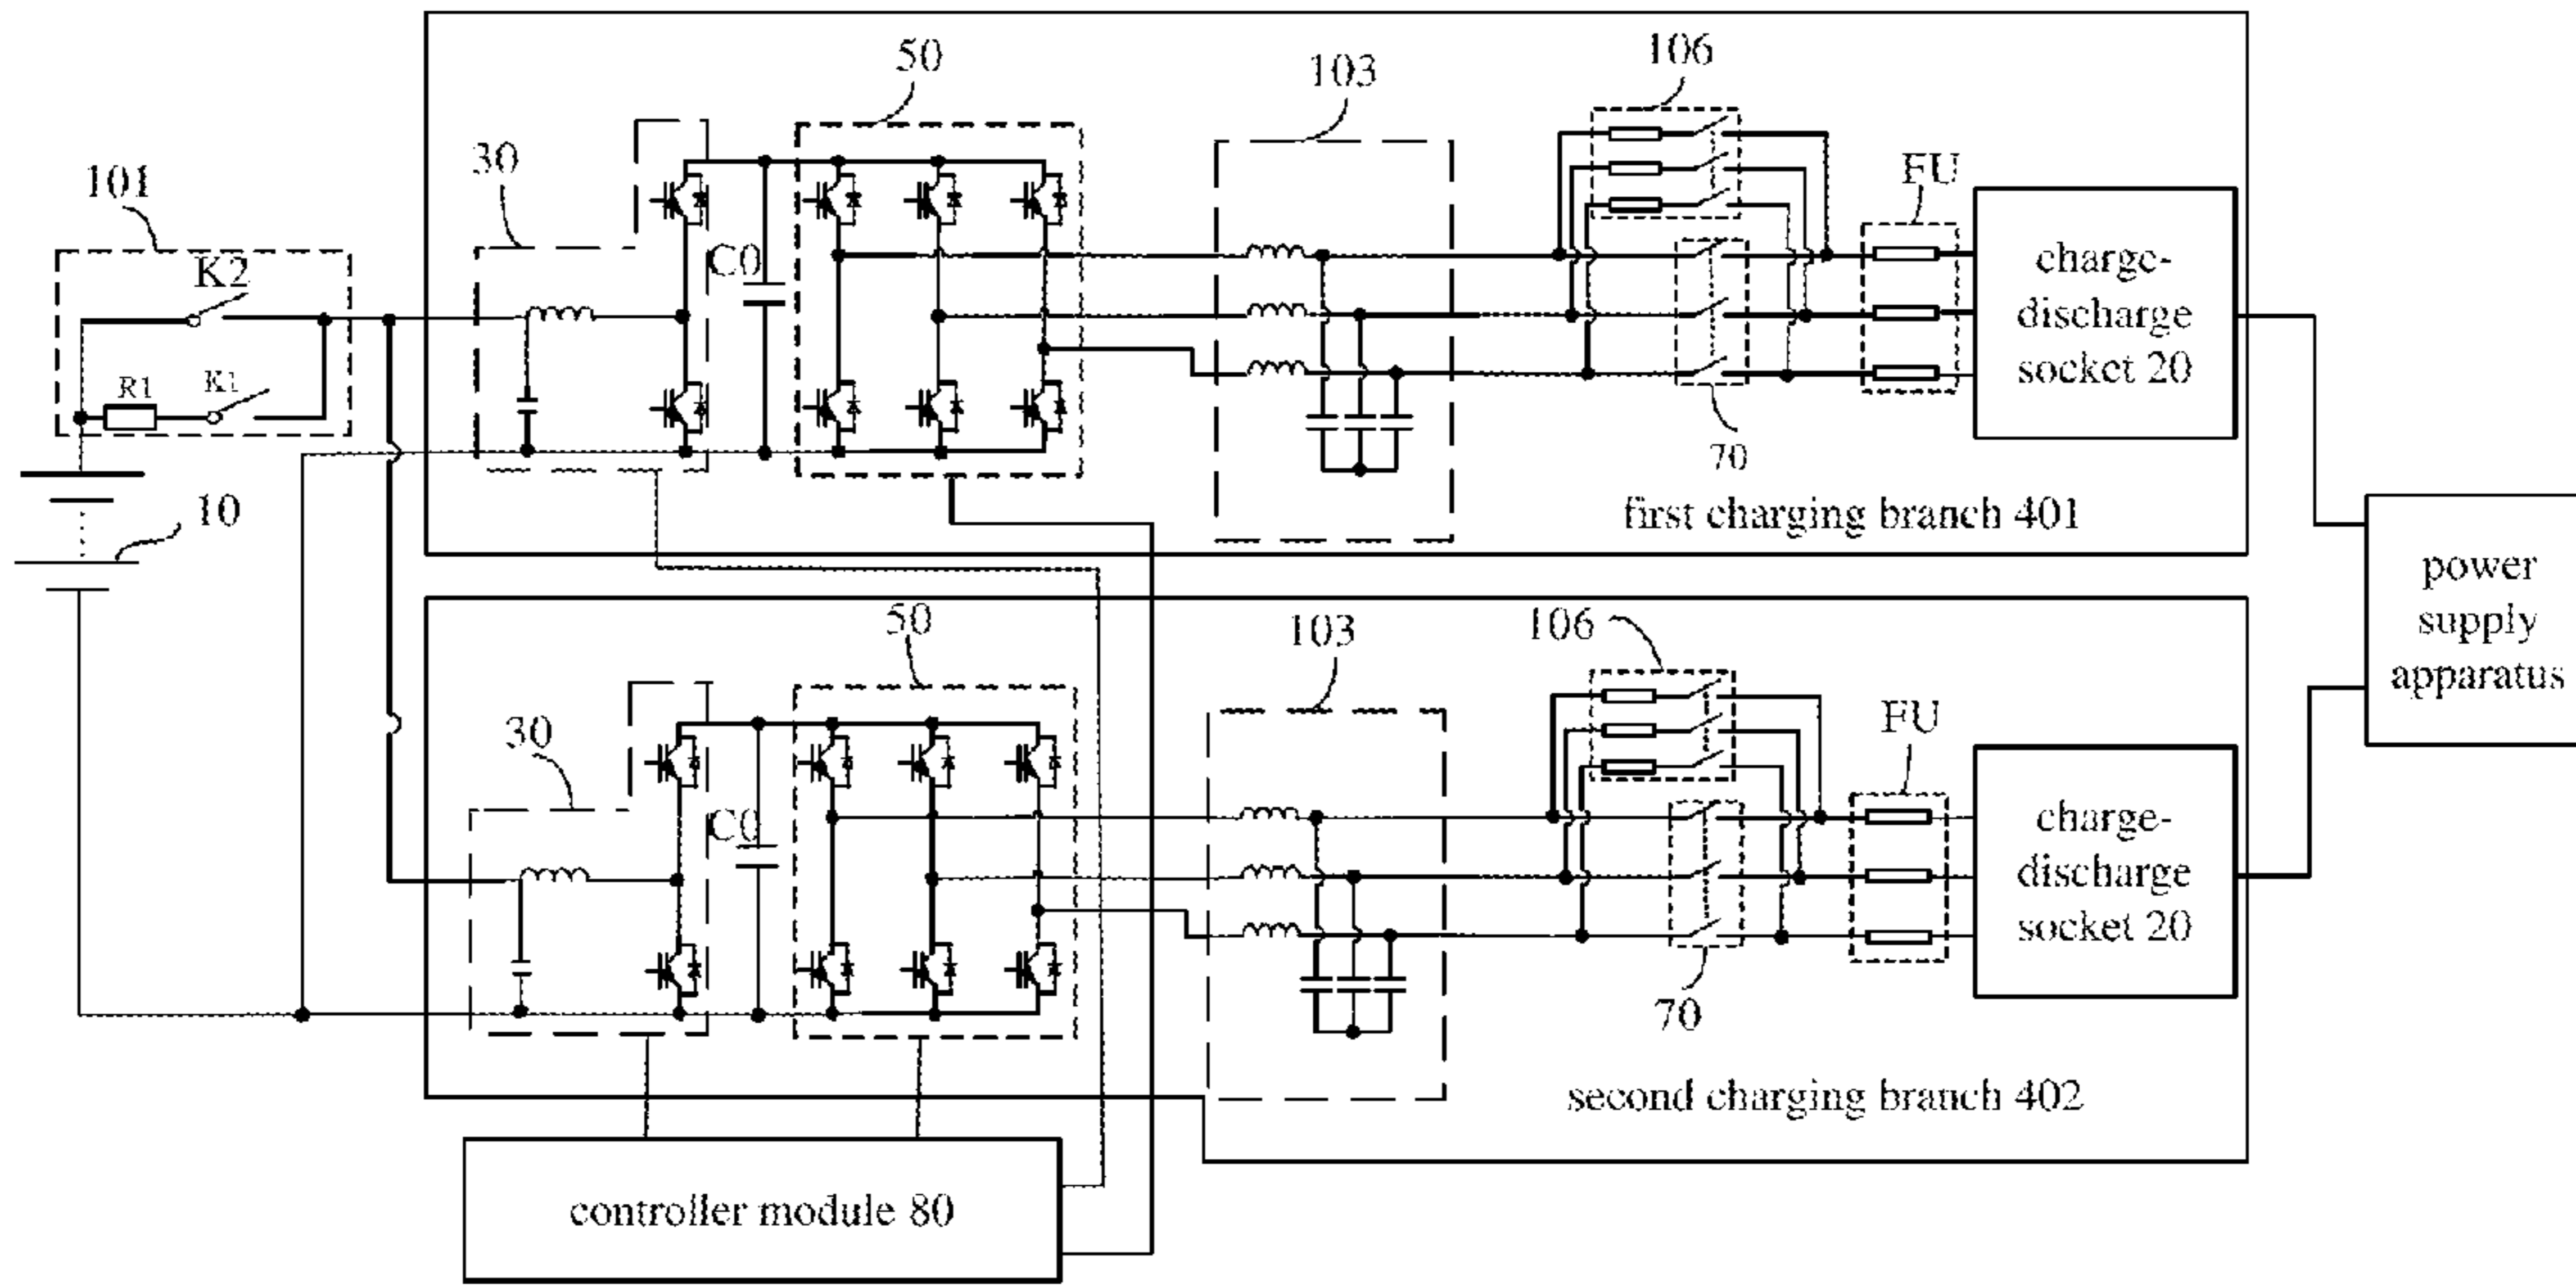 50
106
103
30
101
FU
K2
C0
charge-
discharge
socket 20
R1
K1
70
10
first charging branch 401
power
supply
apparatus
50
103
106
30
FU
C0
charge-
discharge
socket 20
70
second charging branch 402
controller module 80